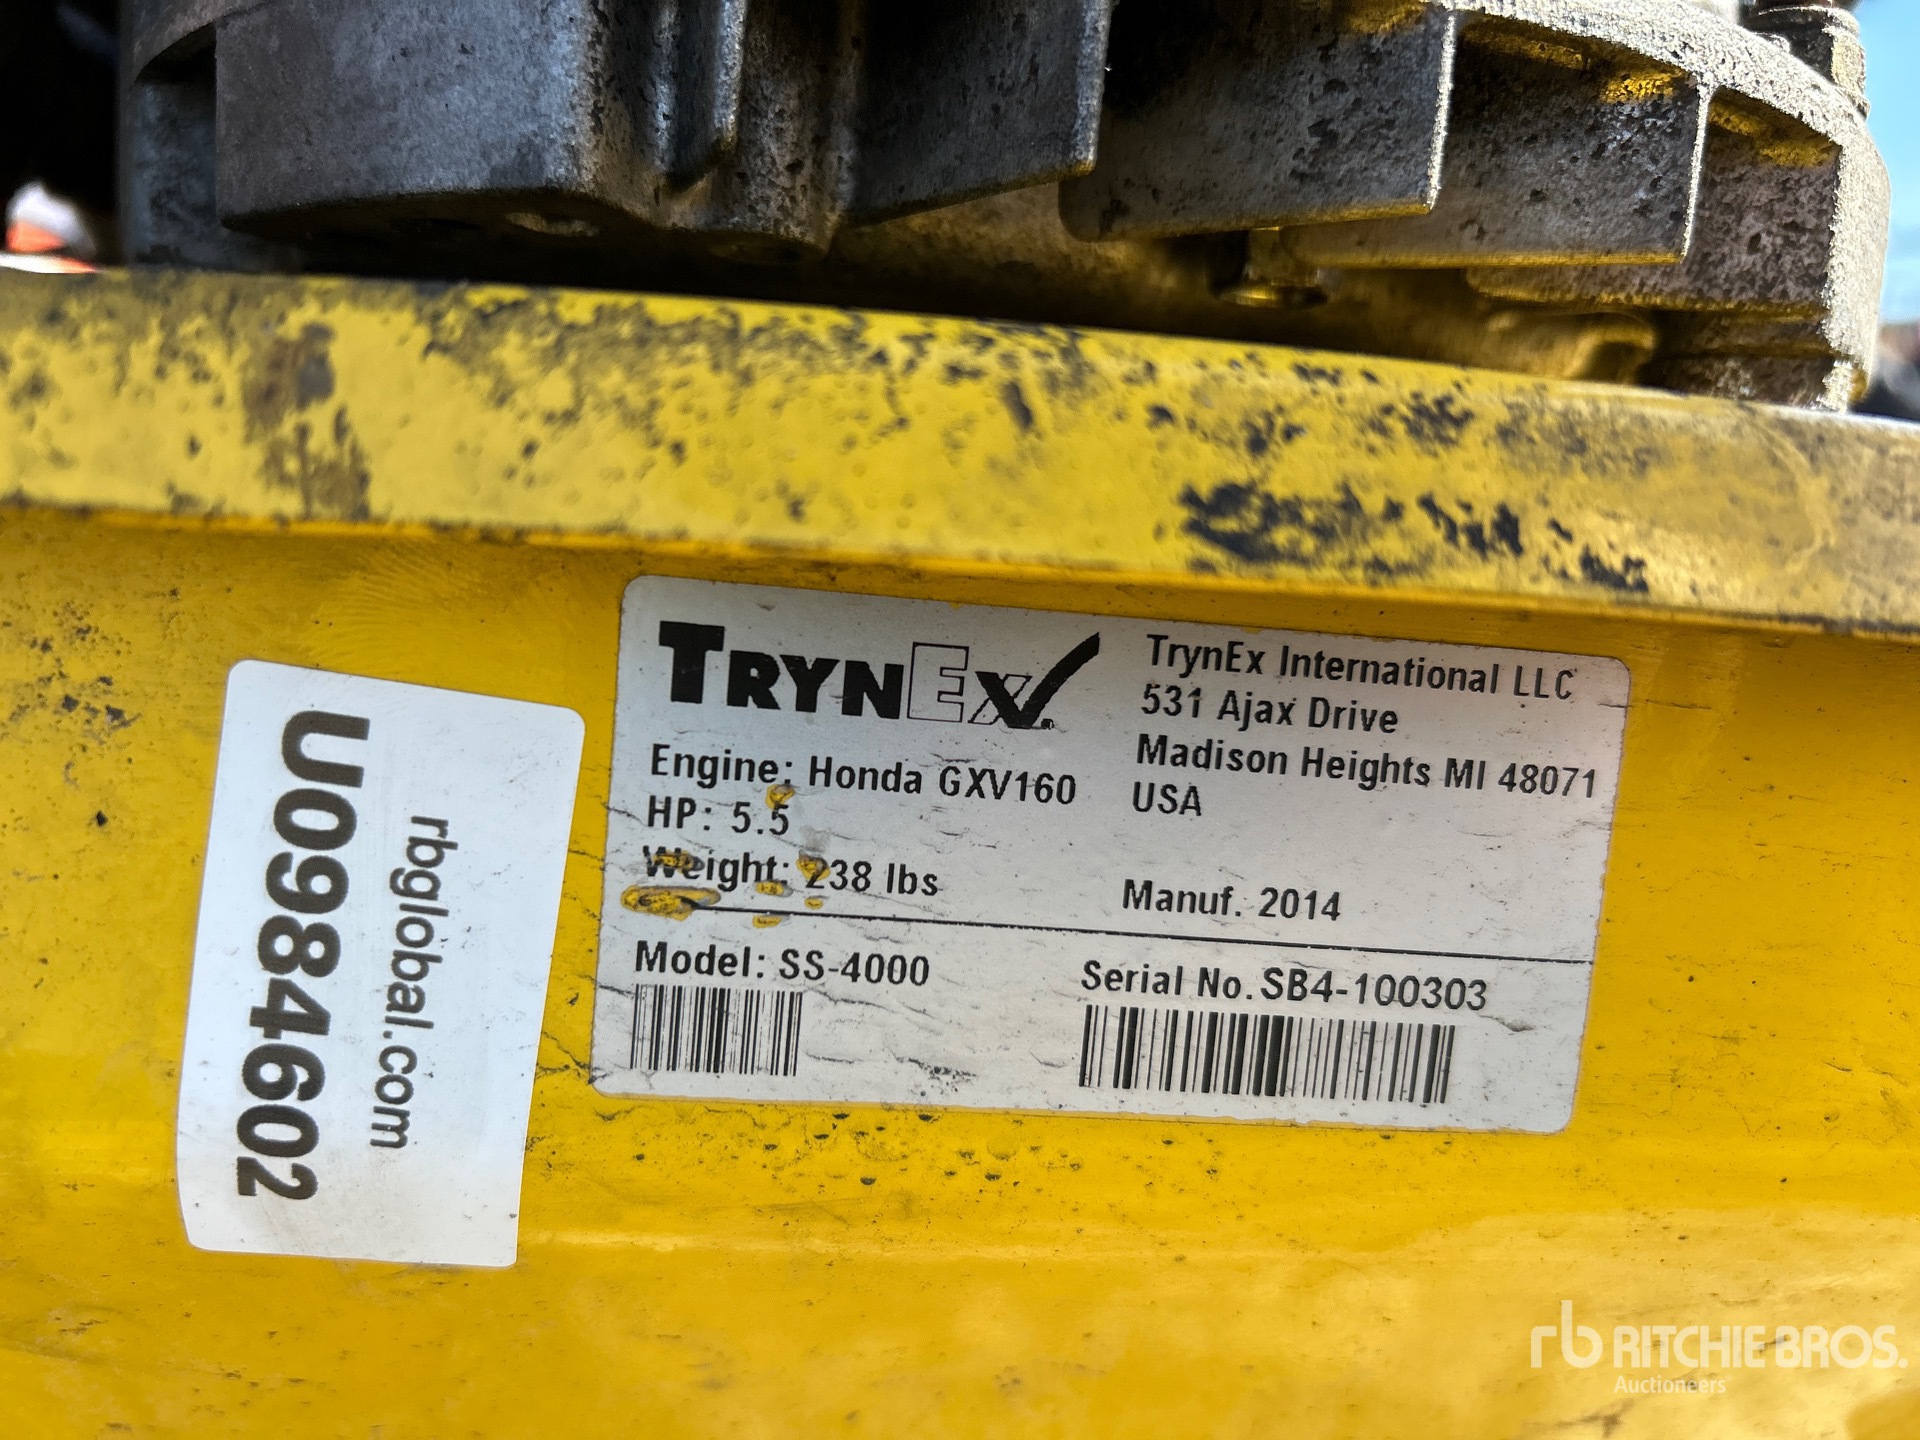 TRYNEX
TrynEx International LLC
531 Ajax Drive
Madison Heights MI 48071
USA
Engine: Honda GXV160
HP: 5.5
Weight: 238 lbs
Manuf. 2014
Model: SS-4000
Serial No. SB4-100303
rbglobal.com
U0984602
rb RITCHIE BROS.
Auctioneers